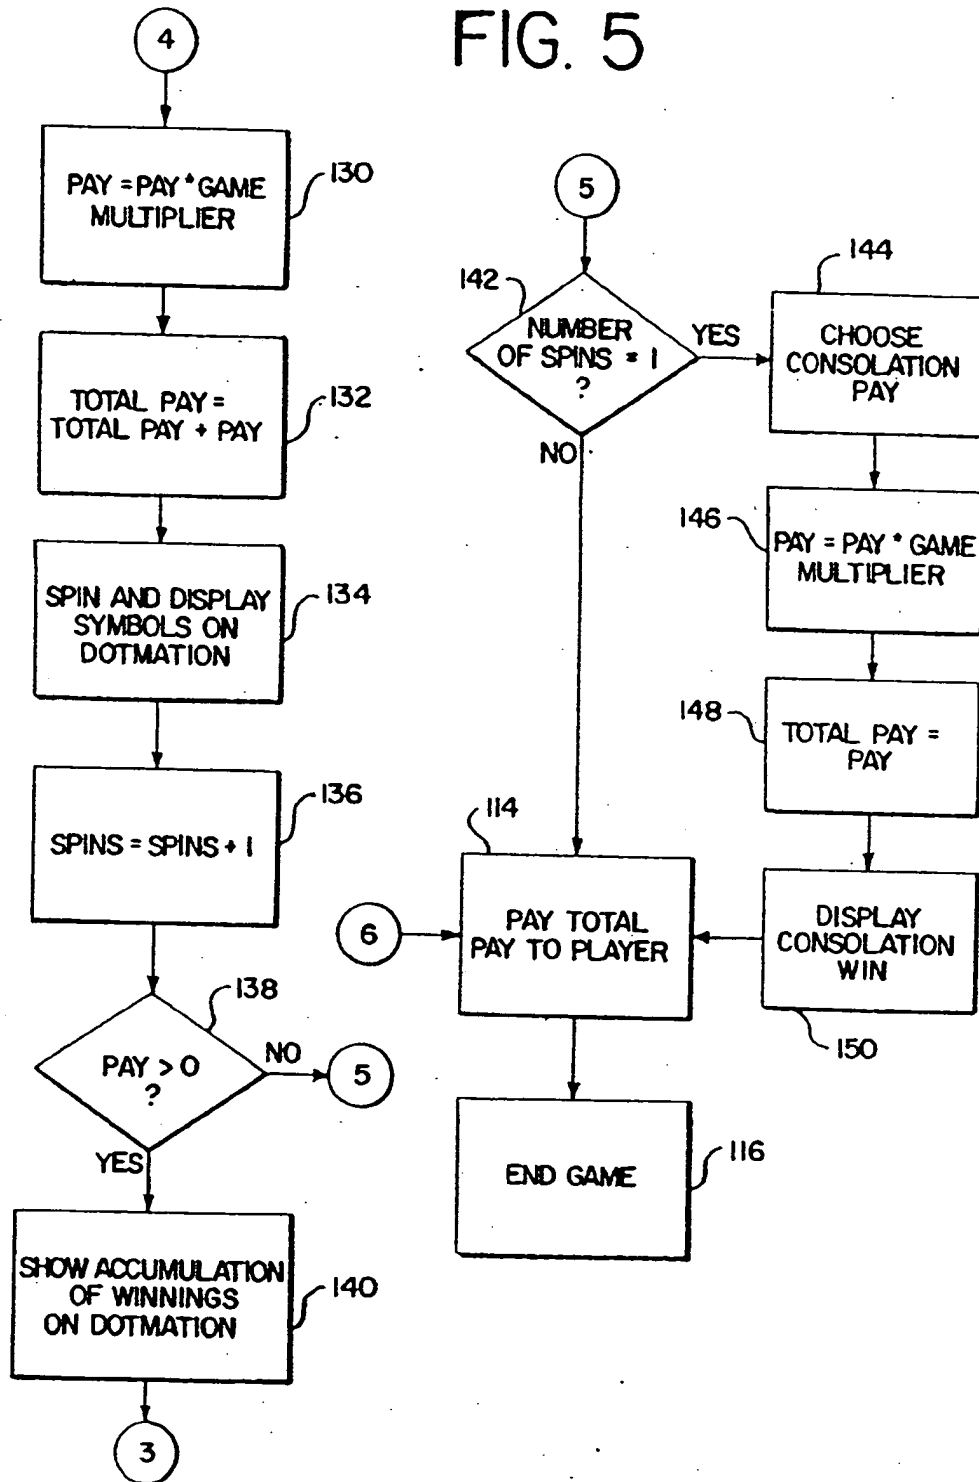 FIG. 5
4
PAY = PAY * GAME
MULTIPLIER
130
TOTAL PAY =
TOTAL PAY + PAY
132
SPIN AND DISPLAY
SYMBOLS ON
DOTMATION
134
SPINS = SPINS + 1
136
138
PAY > 0
?
NO
5
YES
SHOW ACCUMULATION
OF WINNINGS
ON DOTMATION
140
3
5
142
NUMBER
OF SPINS = 1
?
YES
NO
144
CHOOSE
CONSOLATION
PAY
146
PAY = PAY * GAME
MULTIPLIER
148
TOTAL PAY =
PAY
DISPLAY
CONSOLATION
WIN
150
114
6
PAY TOTAL
PAY TO PLAYER
END GAME
116